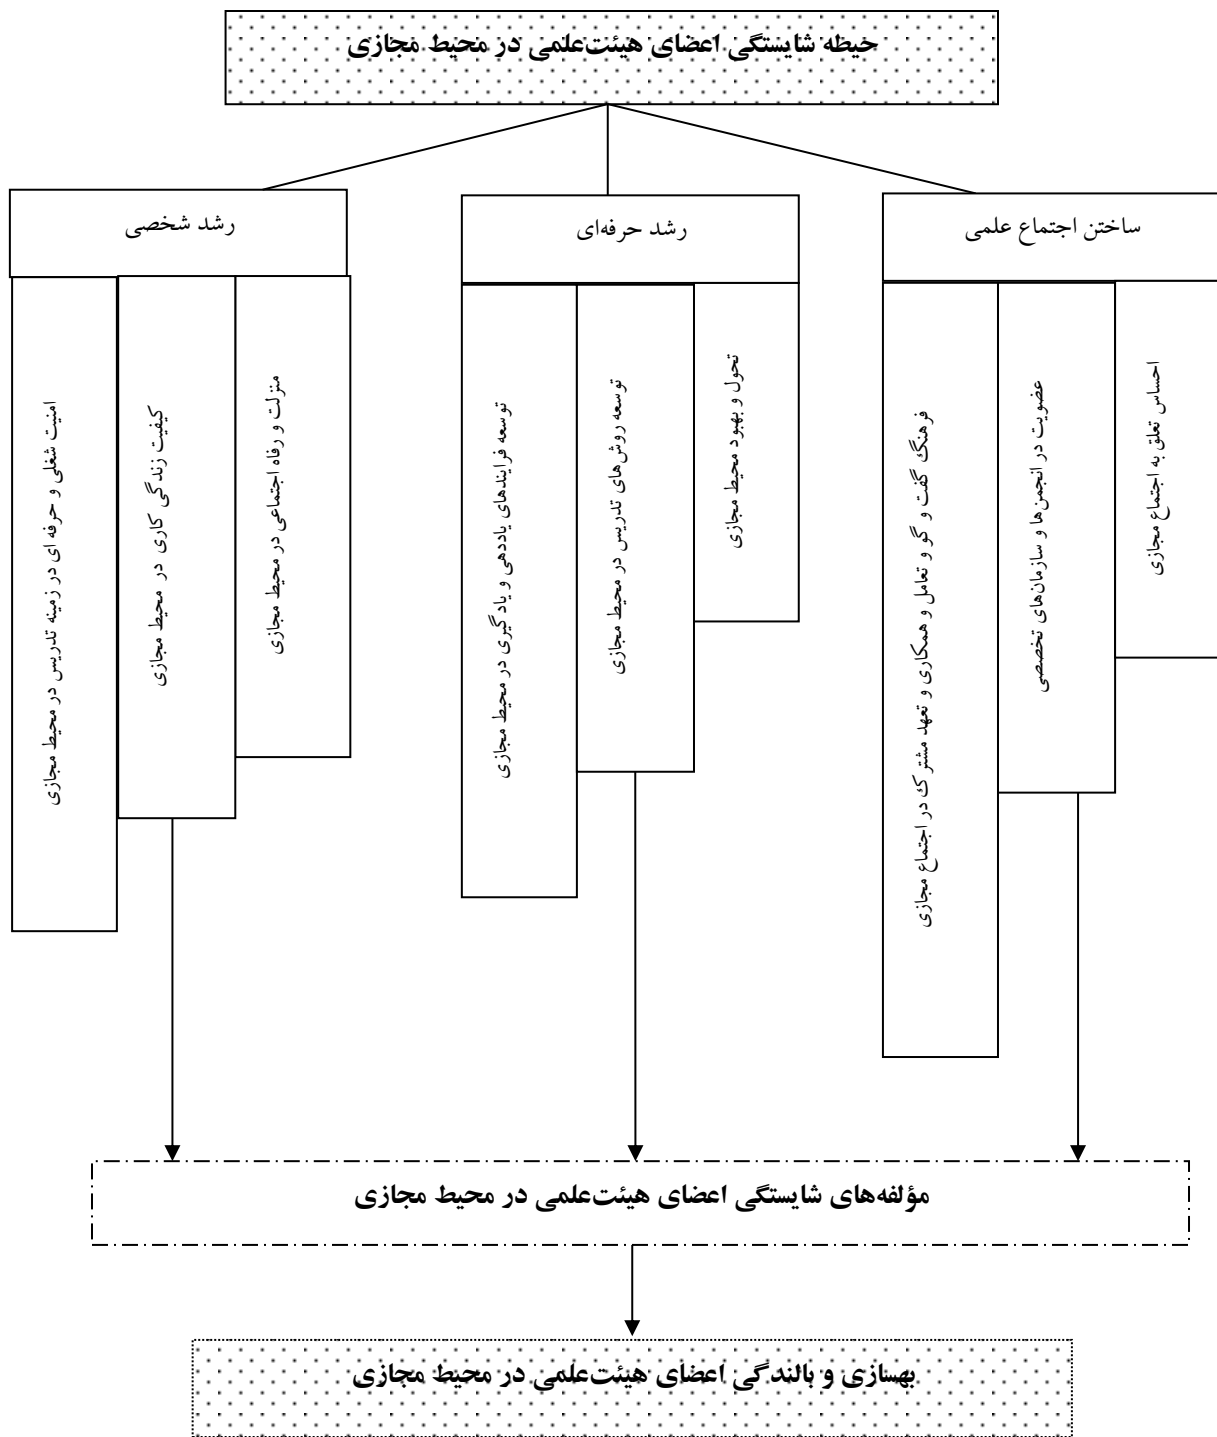 حیطه شایستگی اعضای هیئت‌علمی در محیط مجازی
ساختن اجتماع علمی
رشد حرفه‌ای
رشد شخصی
احساس تعلق به اجتماع مجازی
عضویت در انجمن‌ها و سازمان‌های تخصصی
فرهنگ گفت و گو و تعامل و همکاری و تعهد مشترک در اجتماع مجازی
تحول و بهبود محیط مجازی
توسعه روش‌های تدریس در محیط مجازی
توسعه فرایندهای یاددهی و یادگیری در محیط مجازی
منزلت و رفاه اجتماعی در محیط مجازی
کیفیت زندگی کاری در محیط مجازی
امنیت شغلی و حرفه ای در زمینه تدریس در محیط مجازی
مؤلفه‌های شایستگی اعضای هیئت‌علمی در محیط مجازی
بهسازی و بالندگی اعضای هیئت‌علمی در محیط مجازی